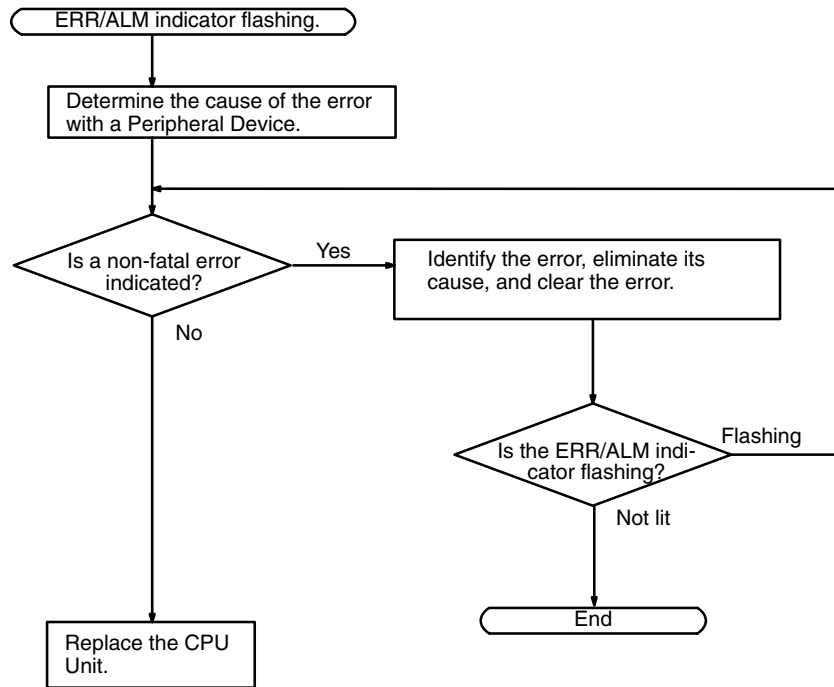 ERR/ALM indicator flashing.
Determine the cause of the error
with a Peripheral Device.
Is a non-fatal error
indicated?
Yes
Identify the error, eliminate its
cause, and clear the error.
No
Is the ERR/ALM indi-
cator flashing?
Flashing
Not lit
End
Replace the CPU
Unit.